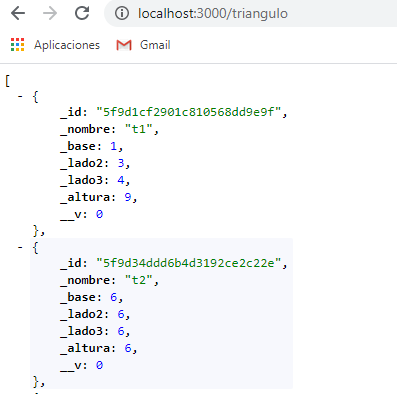 localhost:3000/triangulo
Aplicaciones Gmail
[
- {
_id: "5f9d1cf2901c810568dd9e9f",
_nombre: "t1",
_base: 1,
_lado2: 3,
_lado3: 4,
_altura: 9,
__v: 0
},
- {
_id: "5f9d34ddd6b4d3192ce2c22e",
_nombre: "t2",
_base: 6,
_lado2: 6,
_lado3: 6,
_altura: 6,
__v: 0
},